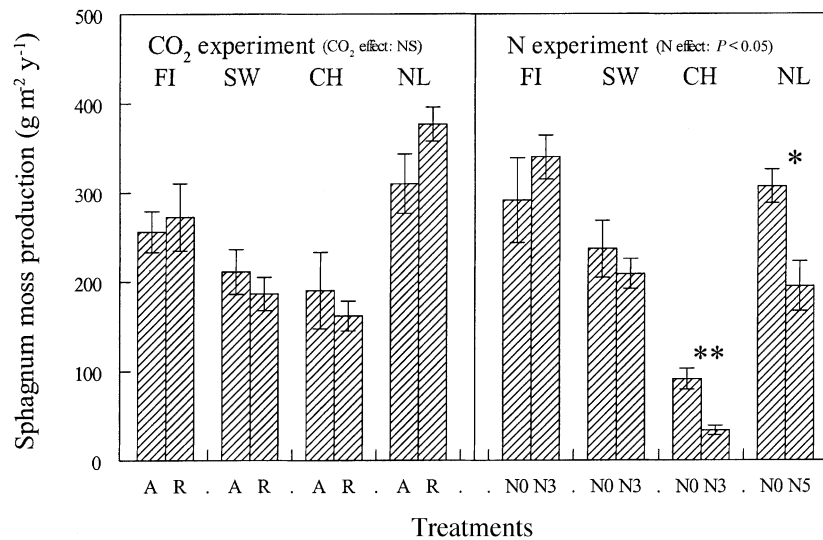 Sphagnum moss production (g m⁻² y⁻¹)
500
400
300
200
100
0
CO₂ experiment (CO₂ effect: NS)
FI SW CH NL
N experiment (N effect: P<0.05)
FI SW CH NL
*
**
A R . A R . A R . A R . . N0 N3 . N0 N3 . N0 N3 . N0 N5
Treatments